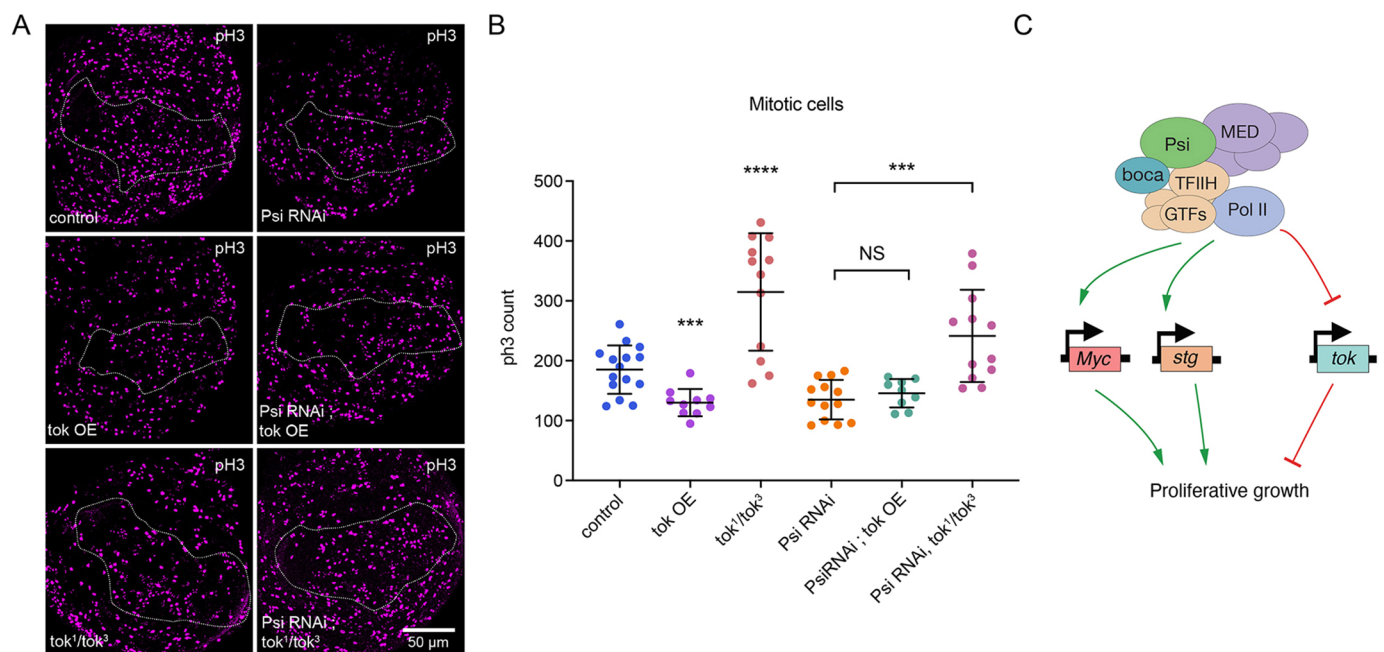 A
pH3
control
pH3
Psi RNAi
pH3
tok OE
pH3
Psi RNAi ;
tok OE
pH3
tok¹/tok³
pH3
Psi RNAi ;
tok¹/tok³
50 µm
B
Mitotic cells
ph3 count
500
400
300
200
100
0
***
****
***
NS
control
tok OE
tok¹/tok³
Psi RNAi
PsiRNAi ; tok OE
Psi RNAi, tok¹/tok³
C
MED
Psi
boca
TFIIH
GTFs
Pol II
Myc
stg
tok
Proliferative growth